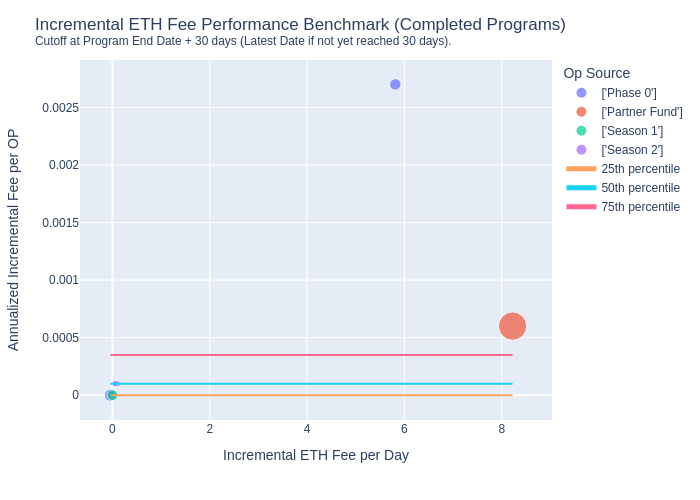 Incremental ETH Fee Performance Benchmark (Completed Programs)
Cutoff at Program End Date + 30 days (Latest Date if not yet reached 30 days).
Op Source
['Phase 0']
['Partner Fund']
['Season 1']
['Season 2']
25th percentile
50th percentile
75th percentile
Annualized Incremental Fee per OP
0.0025
0.002
0.0015
0.001
0.0005
0
0 2 4 6 8
Incremental ETH Fee per Day